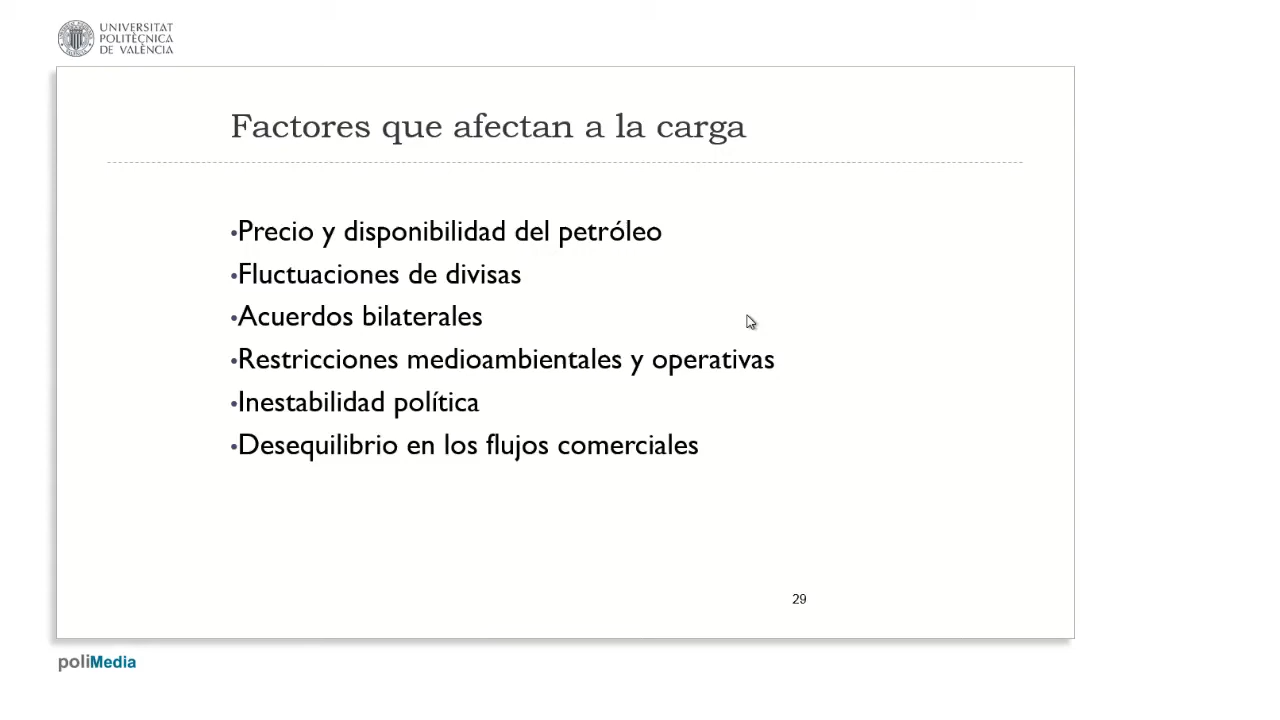 UNIVERSITAT
POLITÈCNICA
DE VALÈNCIA
Factores que afectan a la carga
•Precio y disponibilidad del petróleo
•Fluctuaciones de divisas
•Acuerdos bilaterales
•Restricciones medioambientales y operativas
•Inestabilidad política
•Desequilibrio en los flujos comerciales
29
poliMedia